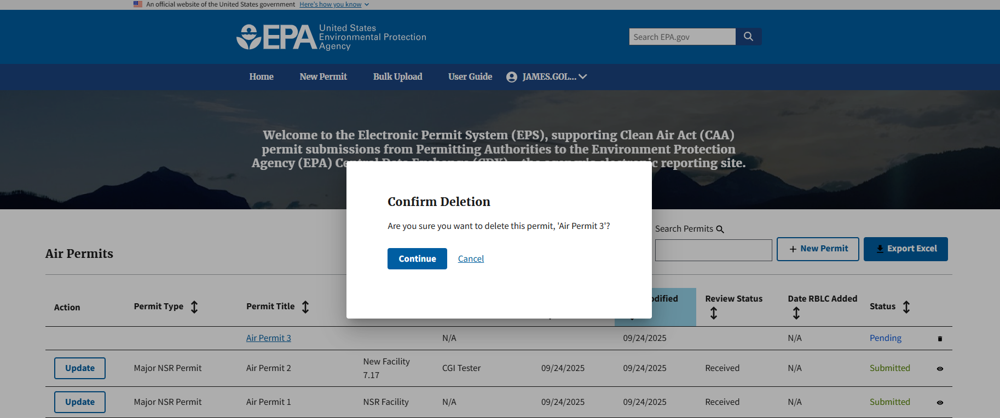 An official website of the United States government Here's how you know
EPA United States
Environmental Protection
Agency
Search EPA.gov
Home New Permit Bulk Upload User Guide JAMES.GOL...
Welcome to the Electronic Permit System (EPS), supporting Clean Air Act (CAA)
permit submissions from Permitting Authorities to the Environment Protection
Agency (EPA) Central Data Exchange (CDX) - the agency's electronic reporting site.
Confirm Deletion
Are you sure you want to delete this permit, 'Air Permit 3'?
Continue Cancel
Search Permits
Air Permits
New Permit Export Excel
Action Permit Type Permit Title Review Status Date RBLC Added Status
Air Permit 3 N/A 09/24/2025 N/A Pending
Update Major NSR Permit Air Permit 2 New Facility
7.17 CGI Tester 09/24/2025 09/24/2025 Received N/A Submitted
Update Major NSR Permit Air Permit 1 NSR Facility N/A 09/24/2025 09/24/2025 Received N/A Submitted